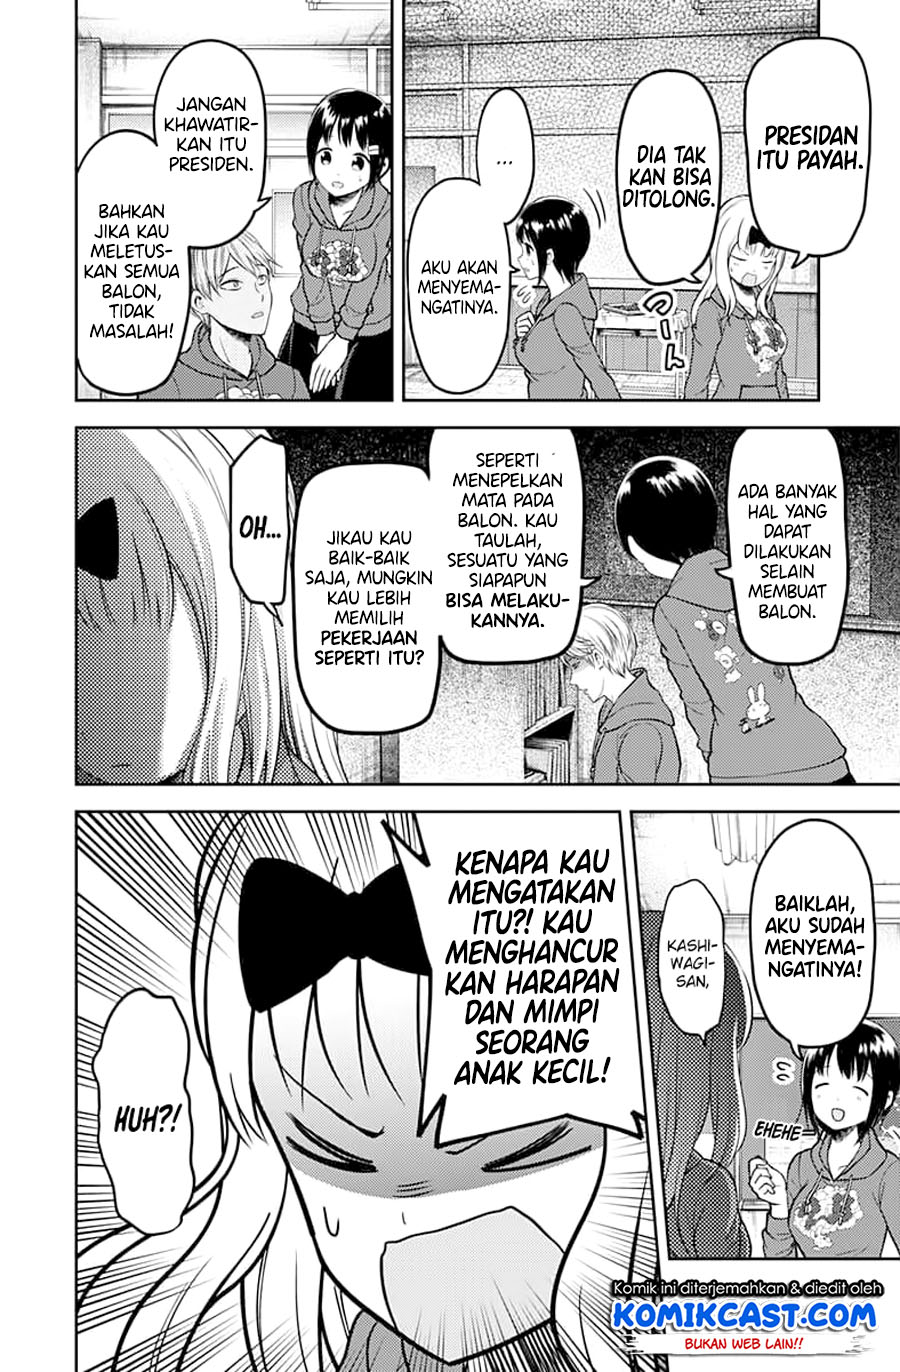 PRESIDAN
ITU PAYAH.
DIA TAK
KAN BISA
DITOLONG.
...
AKU AKAN
MENYEMA-
NGATINYA.
つーん
JANGAN
KHAWATIR-
KAN ITU
PRESIDEN.
BAHKAN
JIKA KAU
MELETUS-
KAN SEMUA
BALON,
TIDAK
MASALAH!
ADA BANYAK
HAL YANG
DAPAT
DILAKUKAN
SELAIN
MEMBUAT
BALON.
SEPERTI
MENEPELKAN
MATA PADA
BALON. KAU
TAULAH,
SESUATU YANG
SIAPAPUN
BISA MELAKU-
KANNYA.
JIKAU KAU
BAIK-BAIK
SAJA, MUNGKIN
KAU LEBIH
MEMILIH
PEKERJAAN
SEPERTI ITU?
OH...
BAIKLAH,
AKU SUDAH
MENYEMA-
NGATINYA!
EHEHE
KASHI-
WAGI-
SAN,
KENAPA KAU
MENGATAKAN
ITU?! KAU
MENGHANCUR
KAN HARAPAN
DAN MIMPI
SEORANG
ANAK KECIL!
HUH?!
Komik ini diterjemahkan & diedit oleh
KOMIKCAST.COM
BUKAN WEB LAIN!!